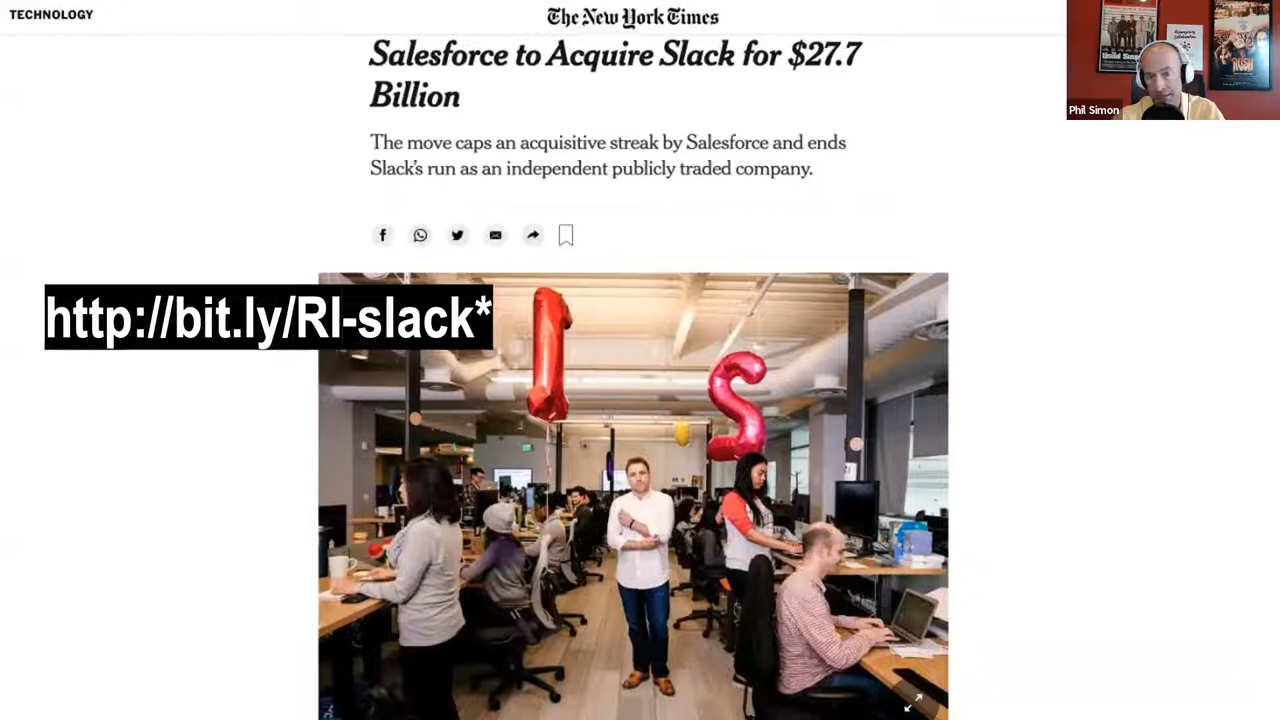 TECHNOLOGY
The New York Times
Salesforce to Acquire Slack for $27.7
Billion
The move caps an acquisitive streak by Salesforce and ends
Slack's run as an independent publicly traded company.
http://bit.ly/RI-slack*
Phil Simon
RUSH